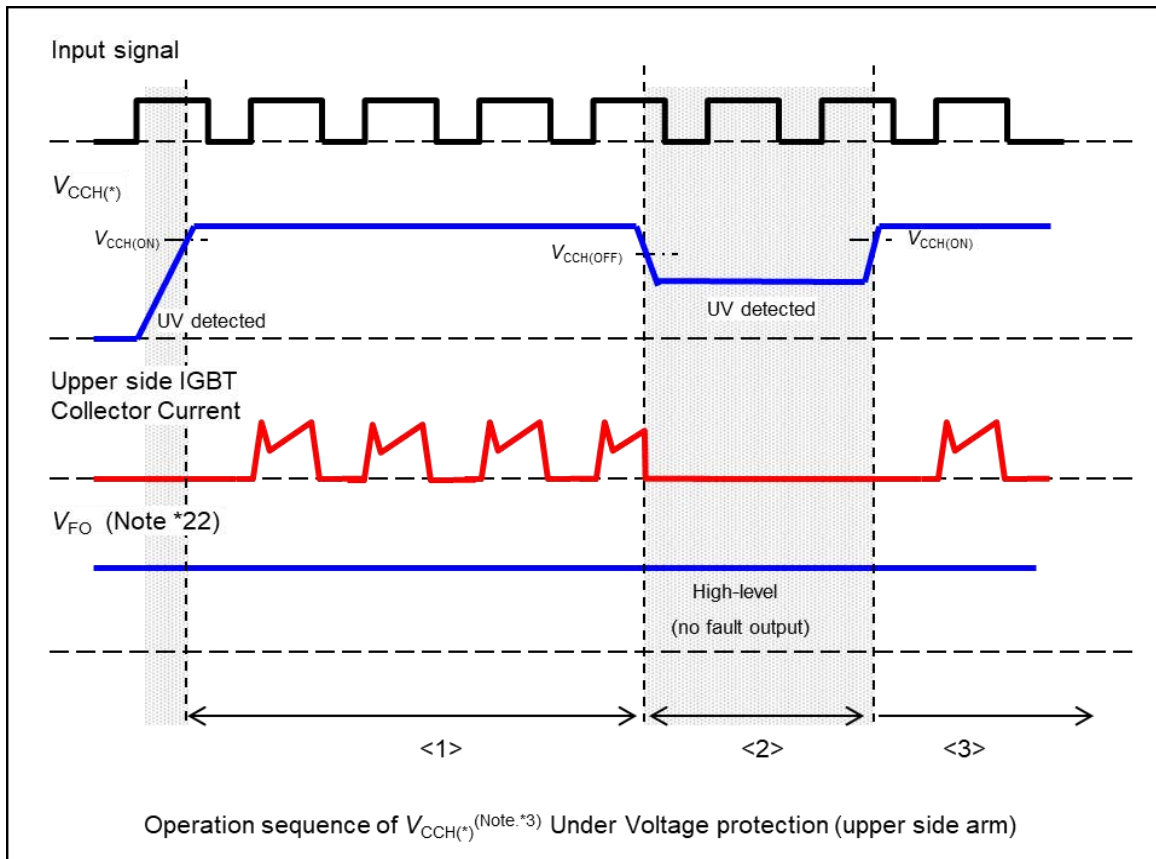 Input signal
VCCH(*)
VCCH(ON)
VCCH(OFF)
VCCH(ON)
UV detected
UV detected
Upper side IGBT
Collector Current
VFO (Note *22)
High-level
(no fault output)
<1>
<2>
<3>
Operation sequence of VCCH(*)(Note.*3) Under Voltage protection (upper side arm)